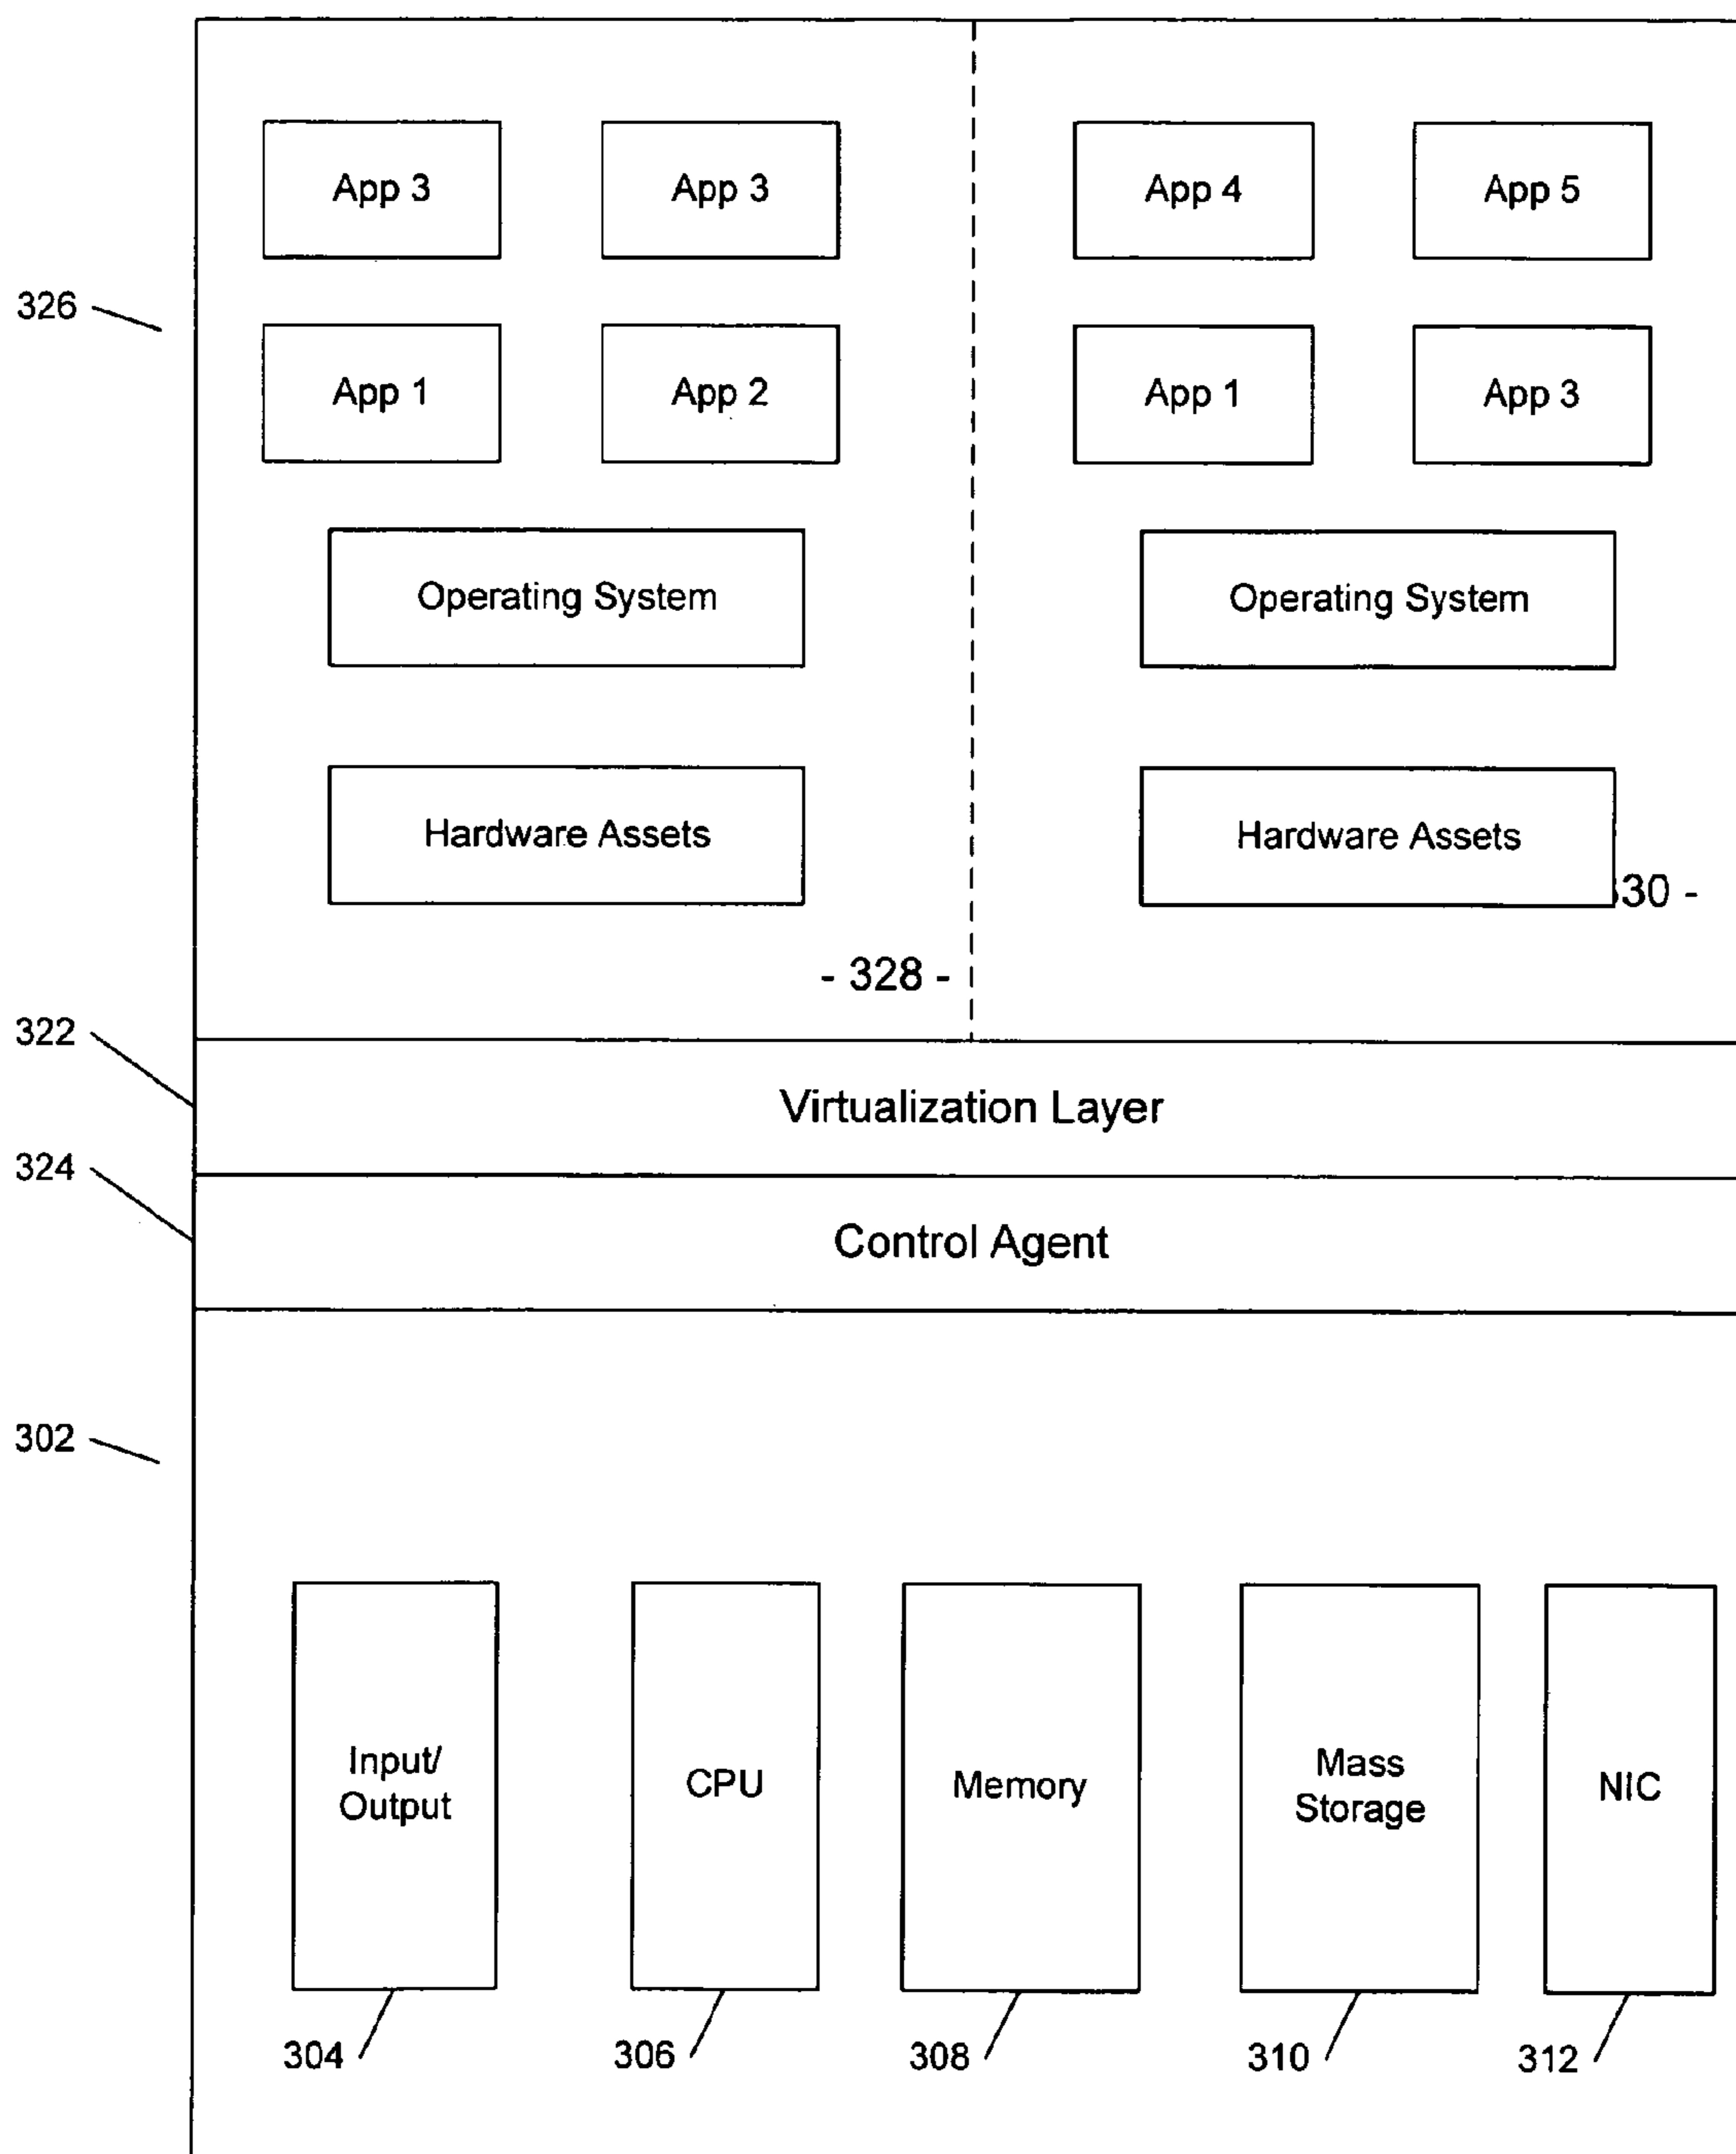 App 3 App 3 App 4 App 5
326
App 1 App 2 App 1 App 3
Operating System Operating System
Hardware Assets Hardware Assets
30 -
- 328 -
322
Virtualization Layer
324
Control Agent
302
Input/
Output
CPU
Memory
Mass
Storage
NIC
304 306 308 310 312